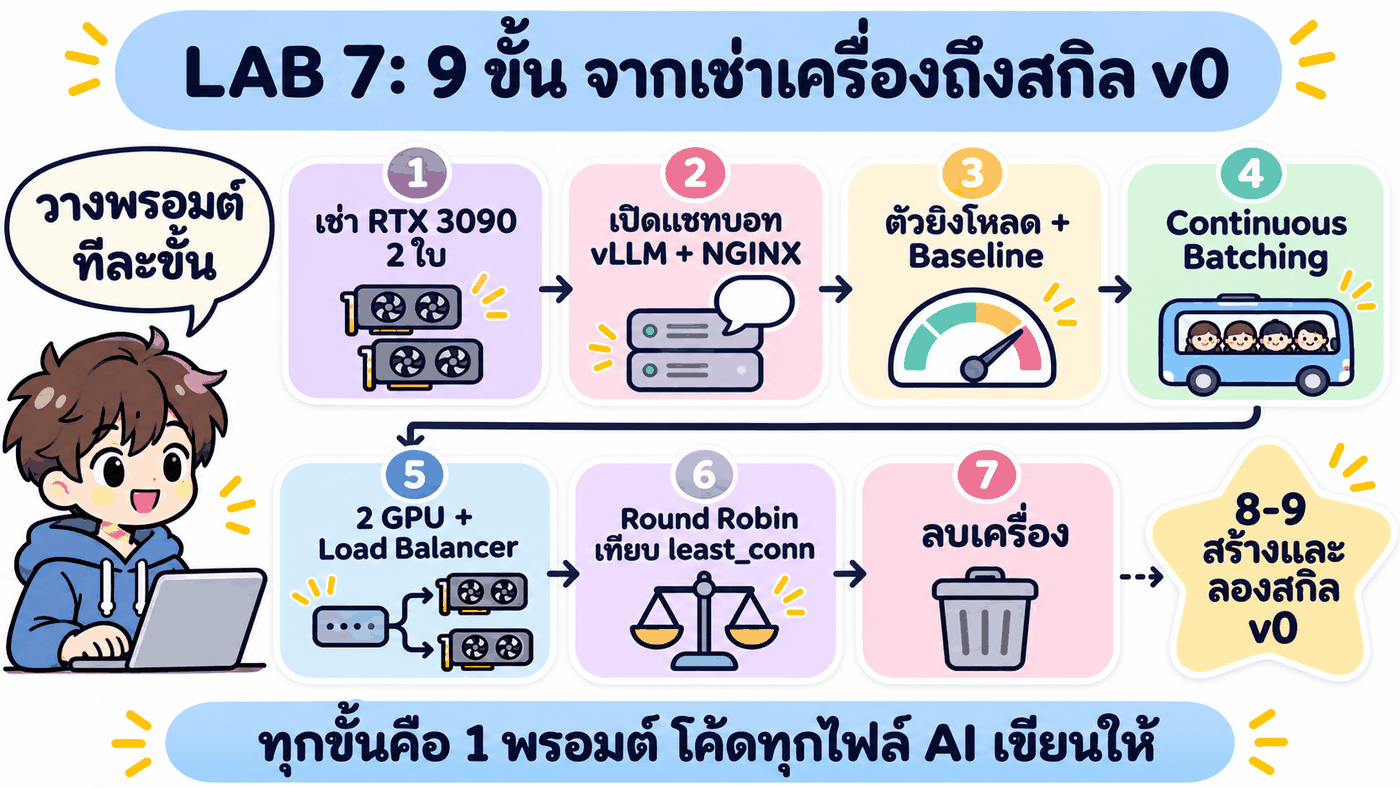 LAB 7: 9 ขั้น จากเช่าเครื่องถึงสกิล v0
วางพรอมต์
ทีละขั้น
1
เช่า RTX 3090
2 ใบ
2
เปิดแชทบอท
vLLM + NGINX
3
ตัวยิงโหลด +
Baseline
4
Continuous
Batching
5
2 GPU +
Load Balancer
6
Round Robin
เทียบ least_conn
7
ลบเครื่อง
8-9
สร้างและ
ลองสกิล
v0
ทุกขั้นคือ 1 พรอมต์ โค้ดทุกไฟล์ AI เขียนให้